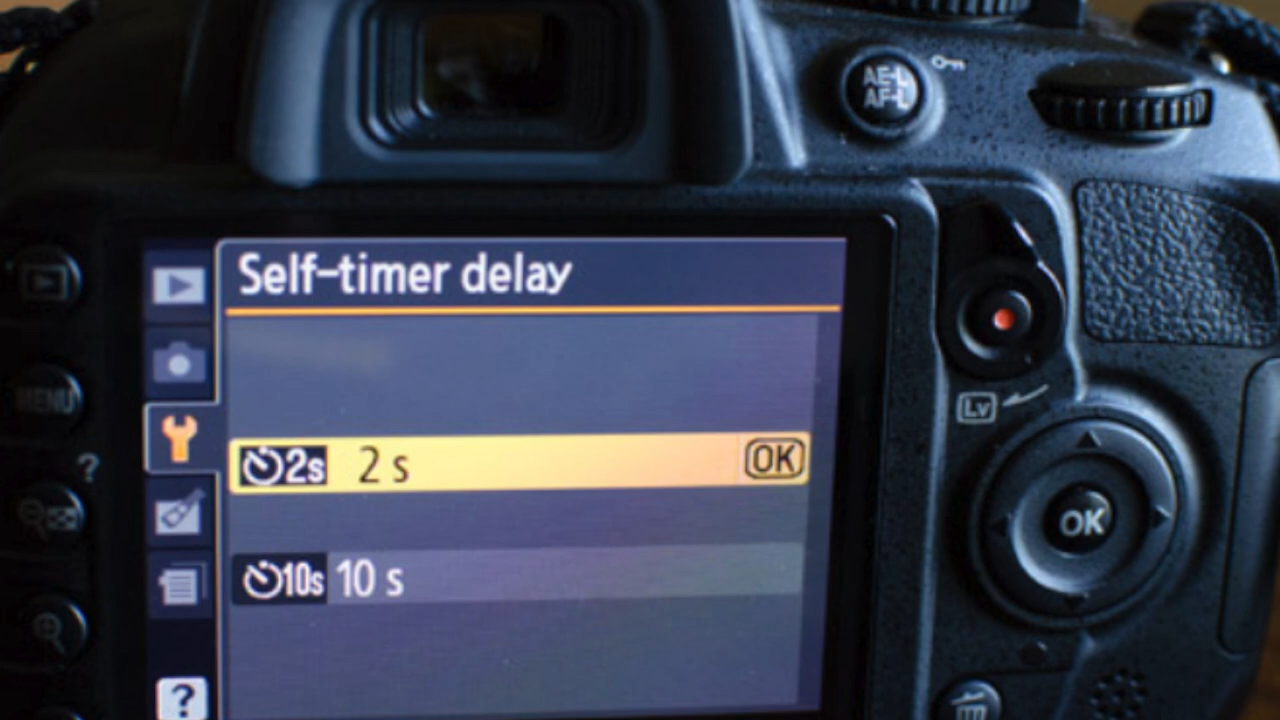 AE-L
AF-L
Self-timer delay
MENU
?
2s 2 s OK
10s 10 s
?
Lv
OK